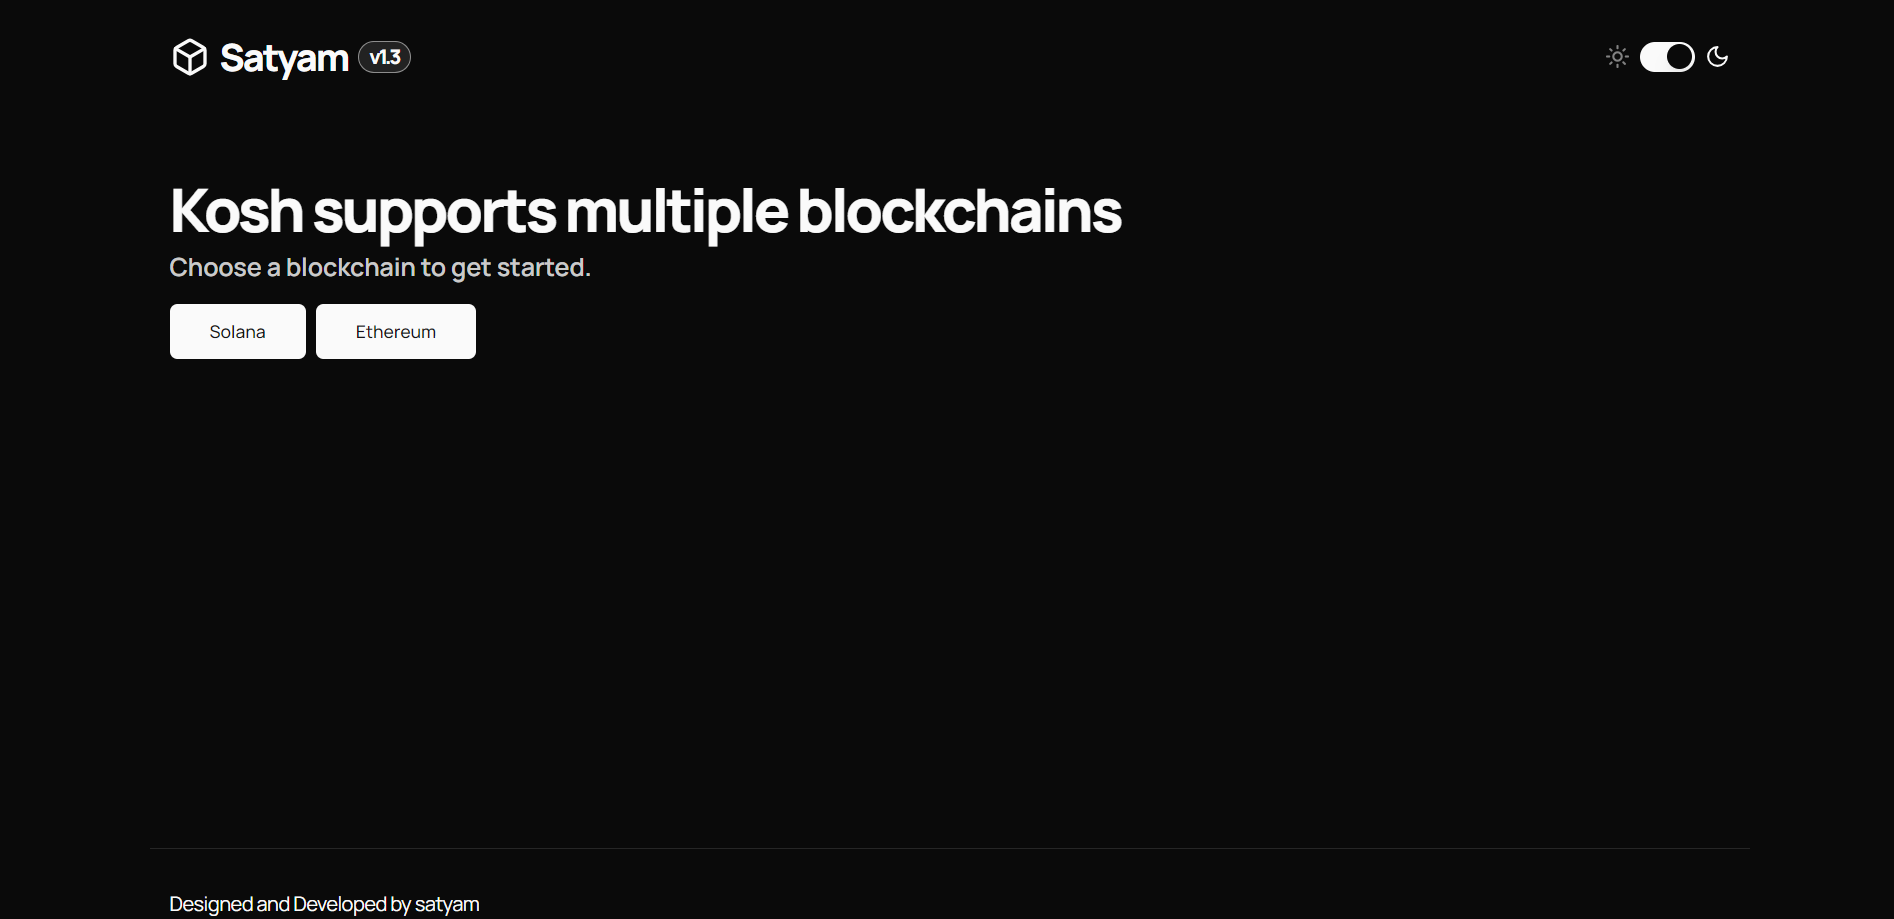 Satyam v1.3
Kosh supports multiple blockchains
Choose a blockchain to get started.
Solana Ethereum
Designed and Developed by satyam